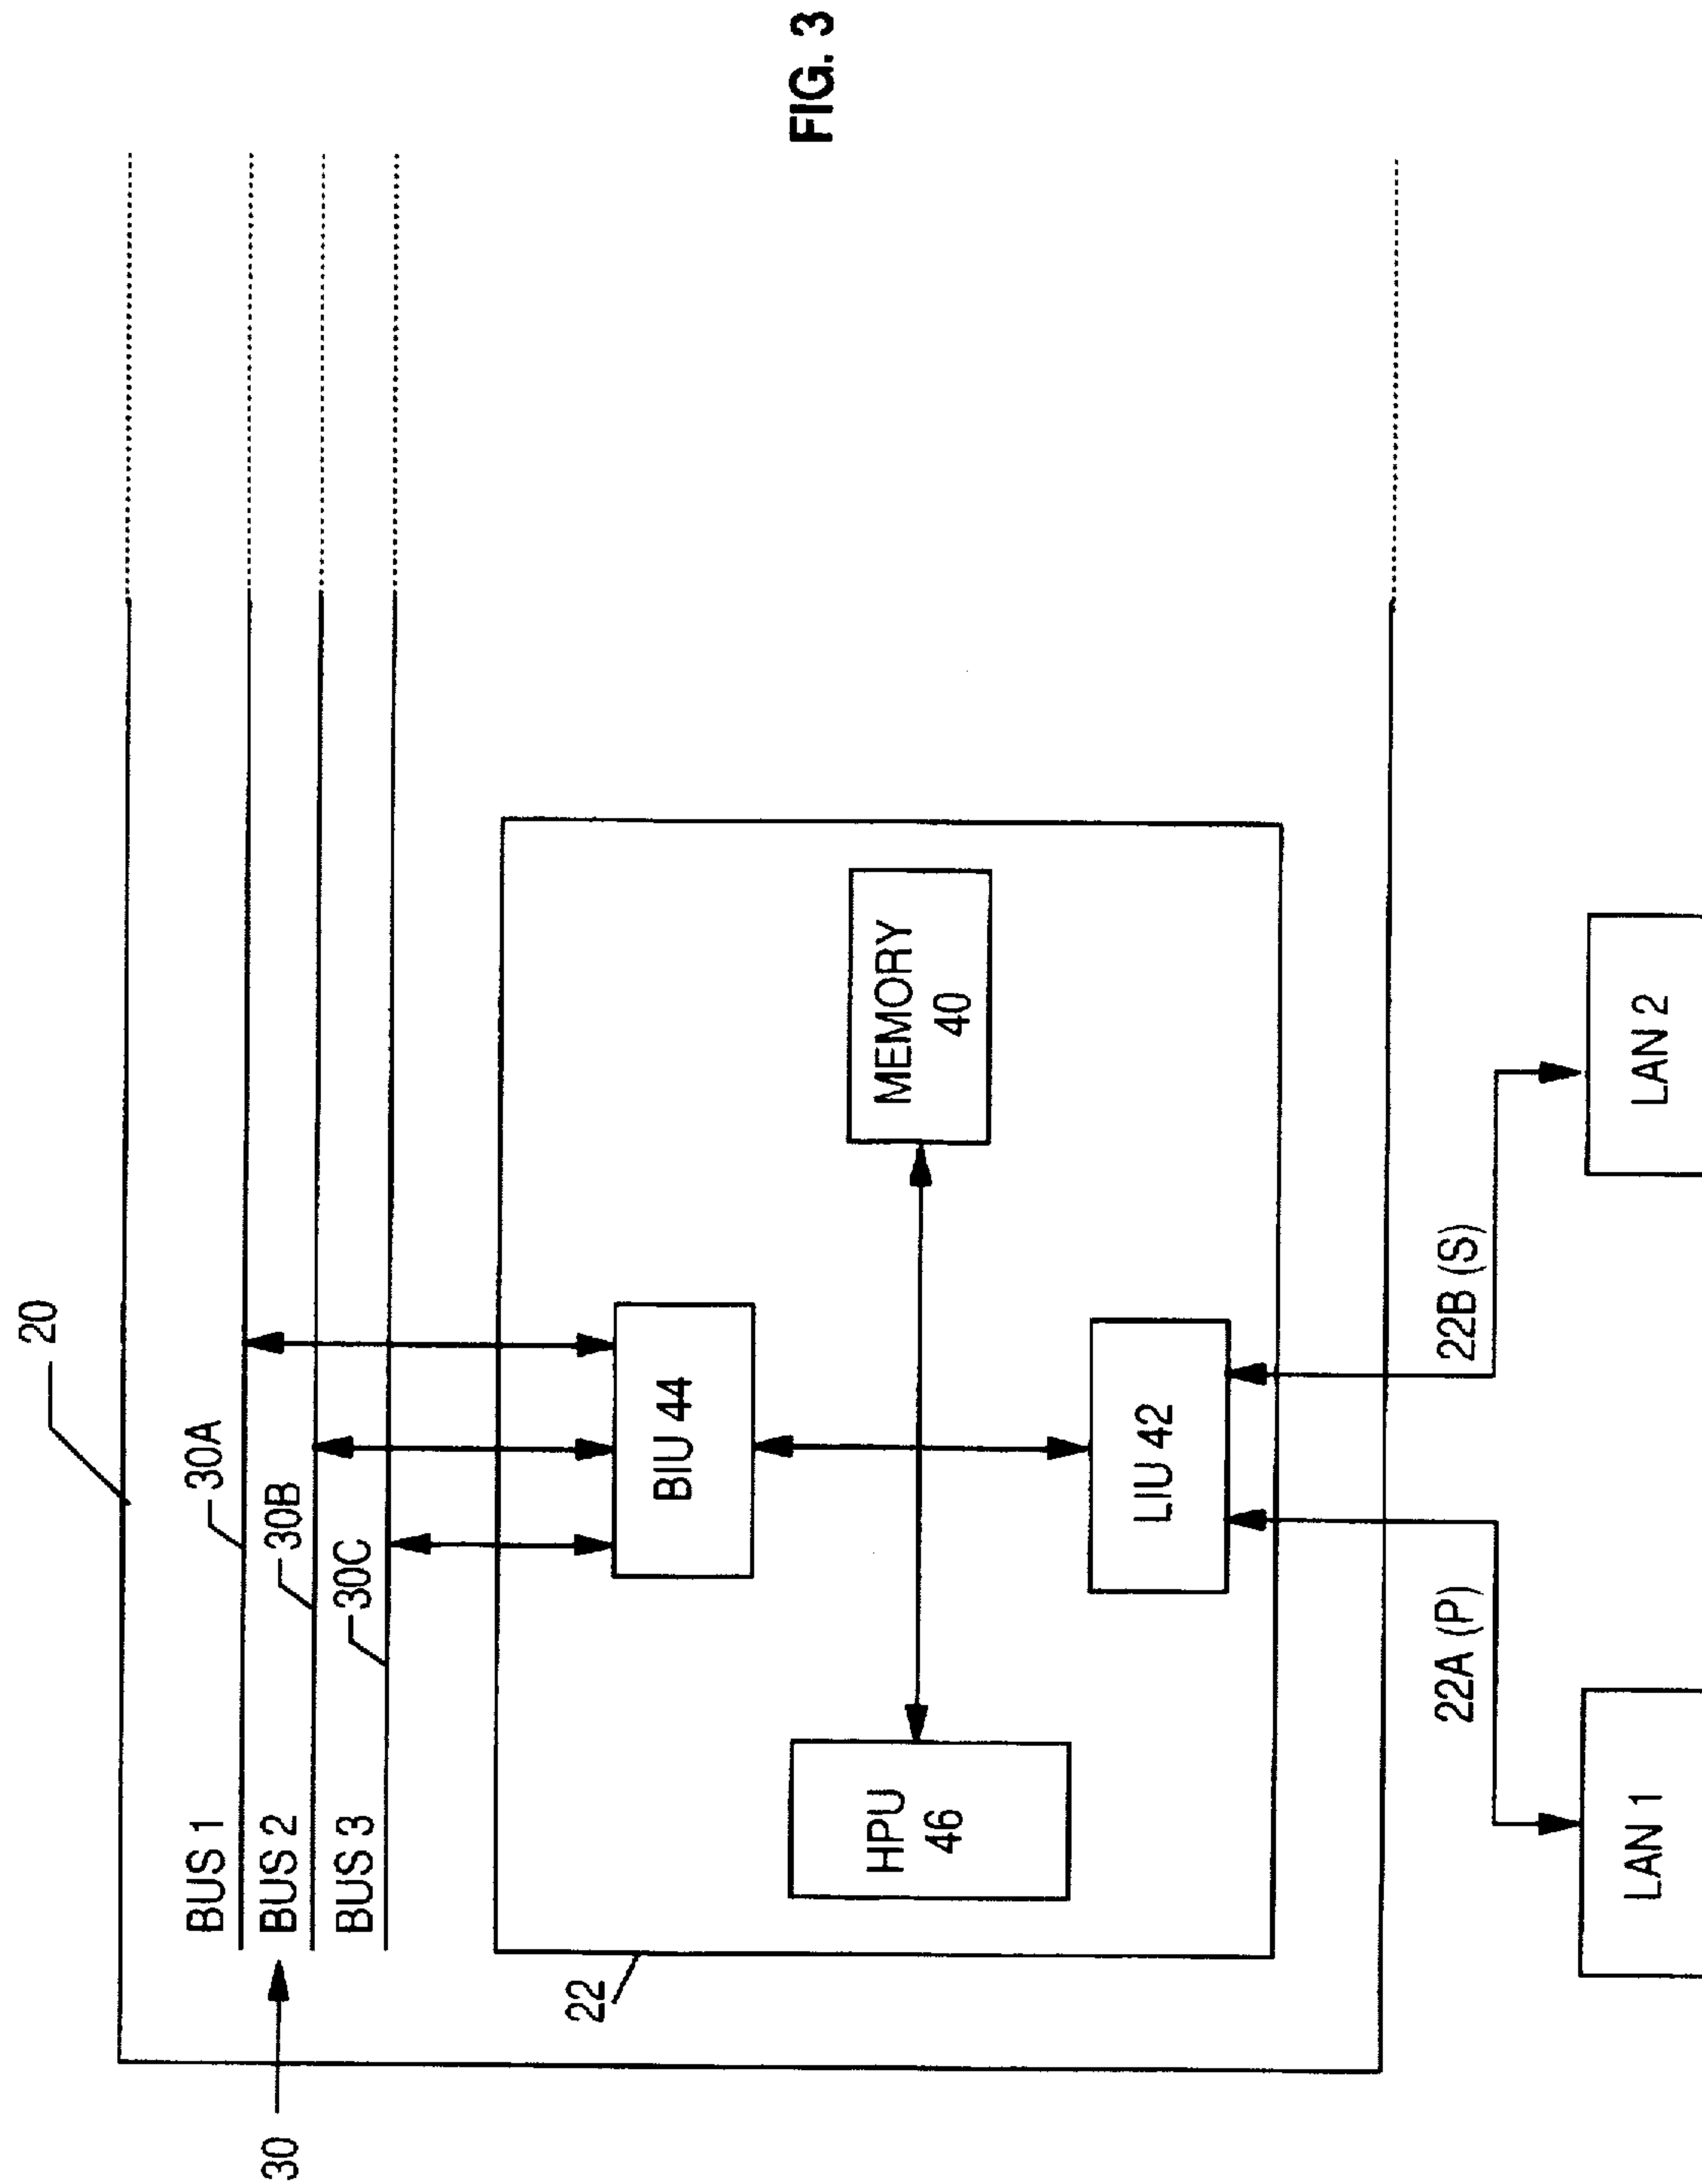 20
BUS 1
30A
BUS 2
30B
BUS 3
30C
30
22
BIU 44
HPU
46
MEMORY
40
LIU 42
22A (P)
22B (S)
LAN 1
LAN 2
FIG. 3